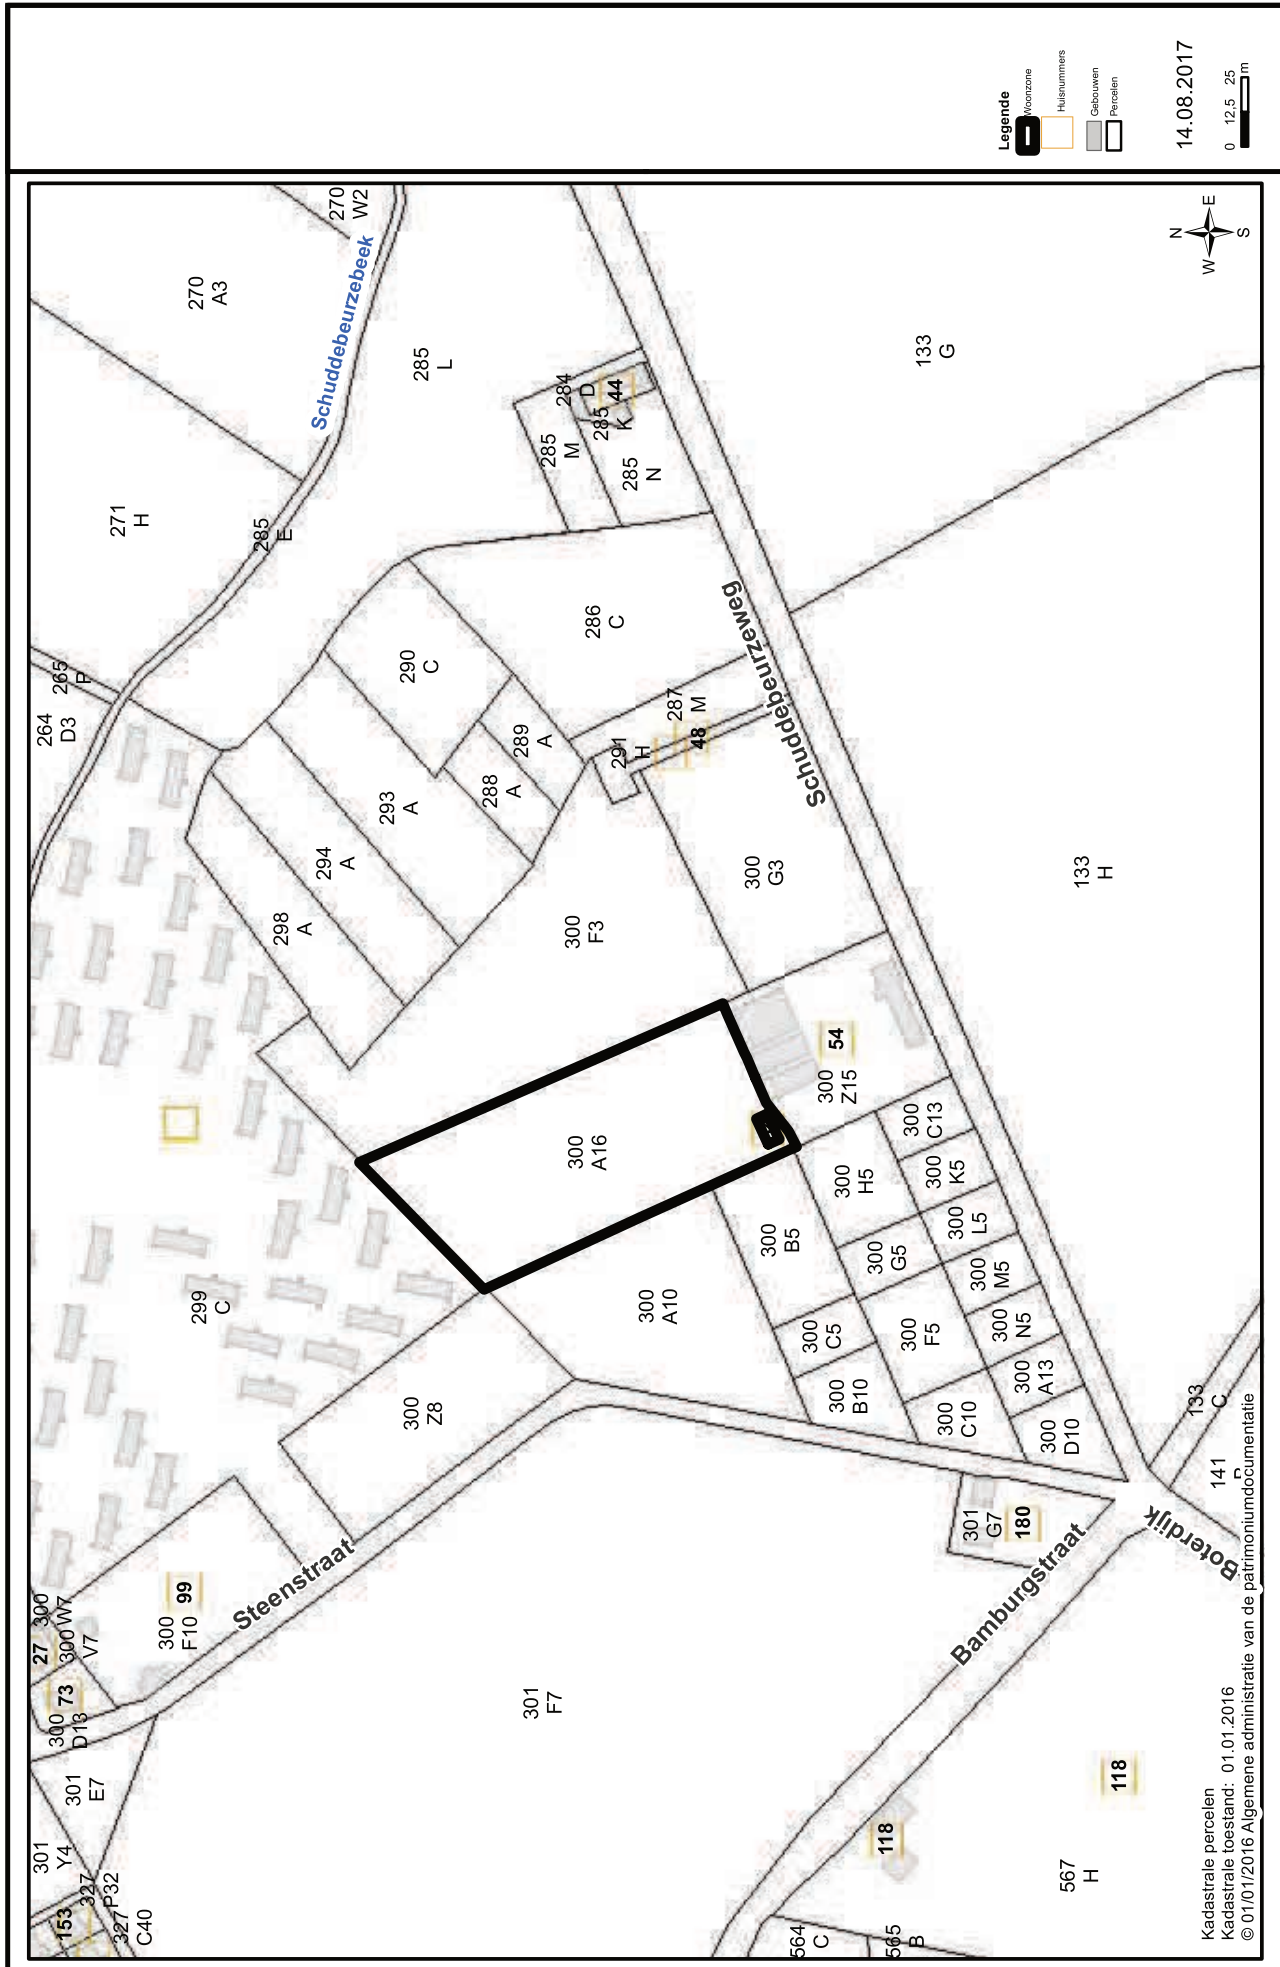 Legende
Woonzone
Huisnummers
Gebouwen
Percelen
14.08.2017
0 12,5 25
m
N
W E
S
Kadastrale percelen
Kadastrale toestand: 01.01.2016
© 01/01/2016 Algemene administratie van de patrimoniumdocumentatie
Schuddebeurzebeek
Schuddebeurzeweg
Steenstraat
Bamburgstraat
Boterdijk
153
301
Y4
327
P32
327
C40
301
E7
300
D13
73
27
300
W7
300
V7
300
F10
99
299
C
264
D3
265
271
H
285
E
270
A3
270
W2
285
L
298
A
294
A
293
A
290
C
288
A
289
A
286
C
285
M
284
D
285
K
44
285
N
287
M
291
H
48
300
Z8
300
A16
300
F3
300
G3
301
F7
300
A10
300
B5
300
H5
300
Z15
54
300
C13
300
K5
300
L5
300
G5
300
M5
300
C5
300
F5
300
N5
300
B10
300
A13
300
C10
300
D10
301
G7
180
133
G
133
H
133
C
141
118
118
567
H
564
C
565
B